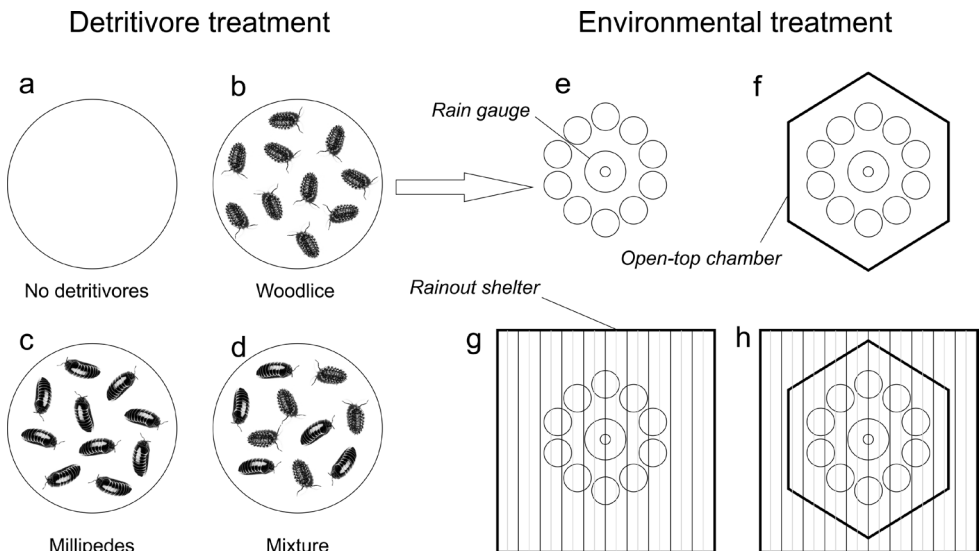 Detritivore treatment
Environmental treatment
a
b
e
f
Rain gauge
Open-top chamber
No detritivores
Woodlice
Rainout shelter
c
d
g
h
Millipedes
Mixture